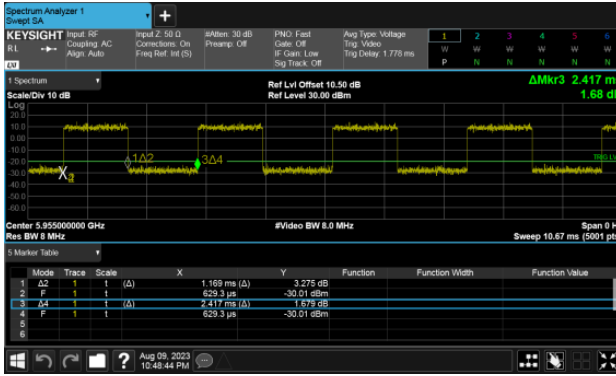 Spectrum Analyzer 1
Swept SA
+
KEYSIGHT Input: RF Input Z: 50 Ω #Atten: 30 dB PNO: Fast Avg Type: Voltage 1 2 3 4 5 6
RL Coupling: AC Corrections: On Preamp: Off Gate: Off Trig: Video W W W W W W
Align: Auto Freq Ref: Int (S) IF Gain: Low Trig Delay: 1.778 ms P N N N N N
LXI Sig Track: Off
1 Spectrum
Scale/Div 10 dB
Ref Lvl Offset 10.50 dB
Ref Level 30.00 dBm
ΔMkr3 2.417 m
1.68 d
Log
20.0
10.0
0.00
-10.0
-20.0
-30.0
-40.0
-50.0
-60.0
1Δ2
3Δ4
TRIG LV
X
Center 5.955000000 GHz #Video BW 8.0 MHz Span 0 H
Res BW 8 MHz Sweep 10.67 ms (5001 pts
5 Marker Table
Mode Trace Scale X Y Function Function Width Function Value
1 Δ2 1 t (Δ) 1.169 ms (Δ) 3.275 dB
2 F 1 t 629.3 µs -30.01 dBm
3 Δ4 1 t (Δ) 2.417 ms (Δ) 1.679 dB
4 F 1 t 629.3 µs -30.01 dBm
5
6
? Aug 09, 2023
10:48:44 PM